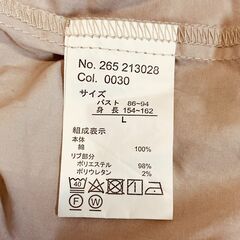 No. 265 213028
Col. 0030
サイズ
バスト 86~94
身 長 154~162
L
組成表示
本体
綿 100%
リブ部分
ポリエステル 98%
ポリウレタン 2%
40
F W